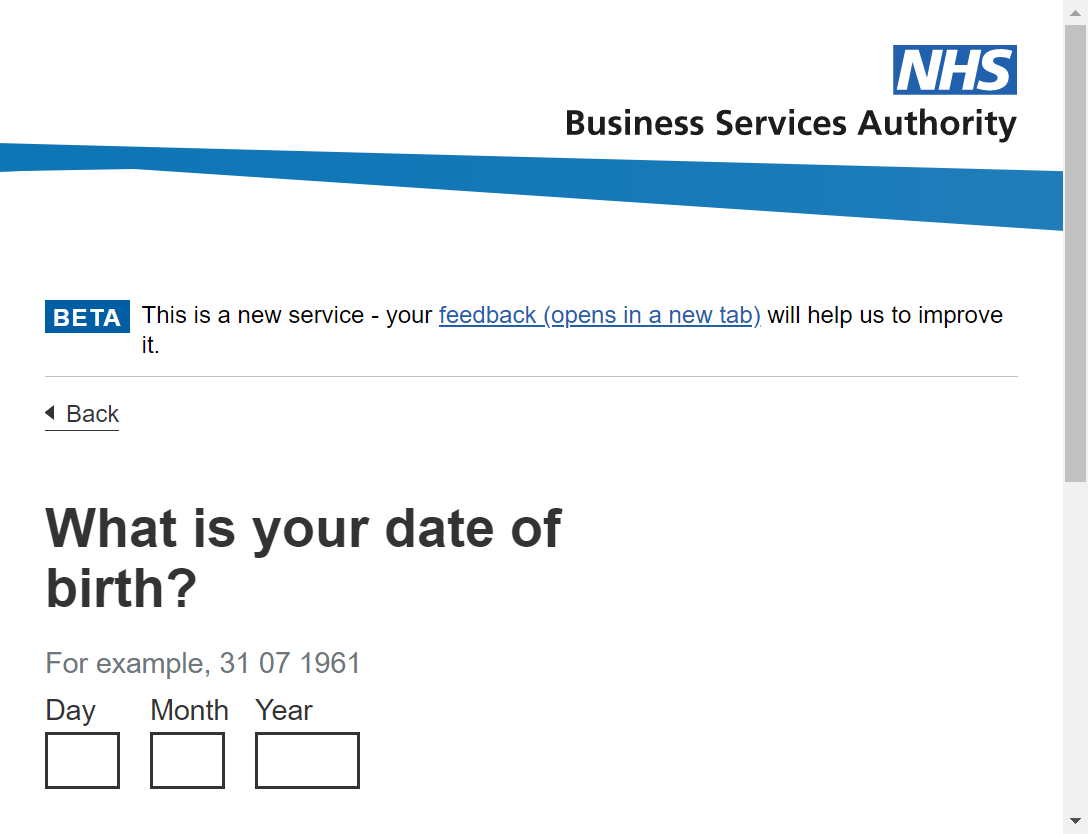 NHS
Business Services Authority
BETA This is a new service - your feedback (opens in a new tab) will help us to improve
it.
Back
What is your date of
birth?
For example, 31 07 1961
Day Month Year